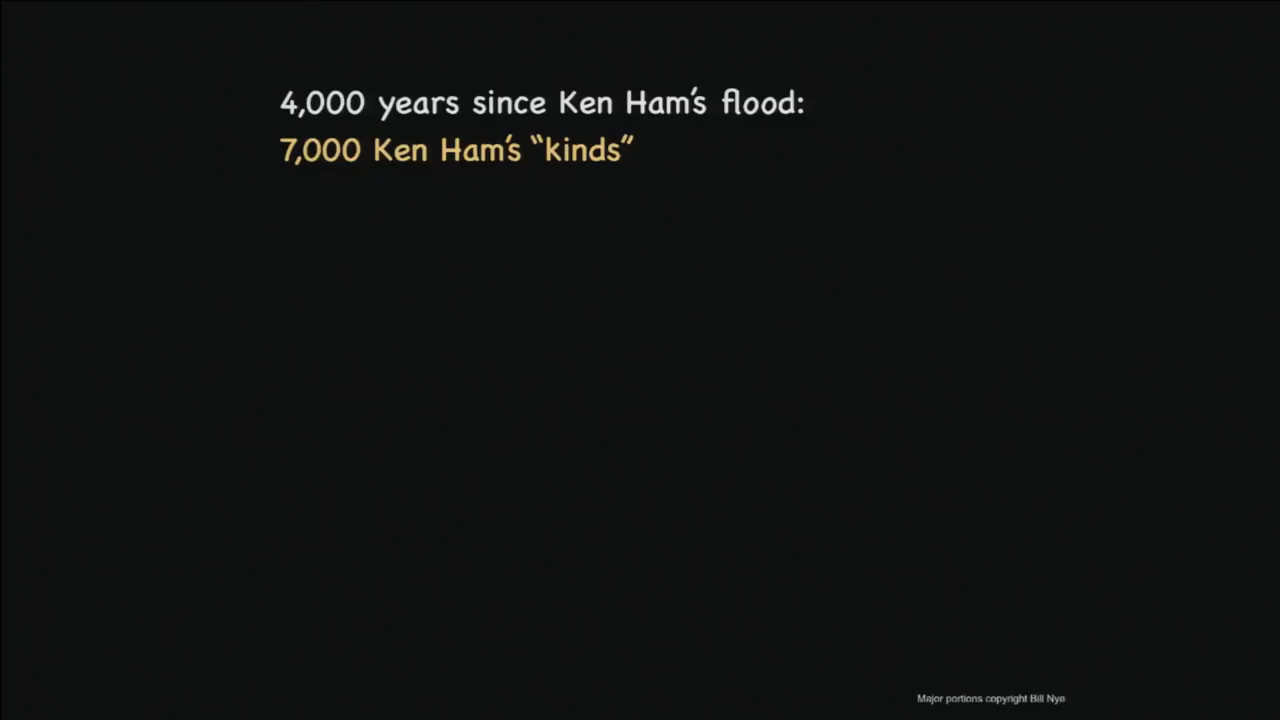 4,000 years since Ken Ham's flood:
7,000 Ken Ham's “kinds”
Major portions copyright Bill Nye